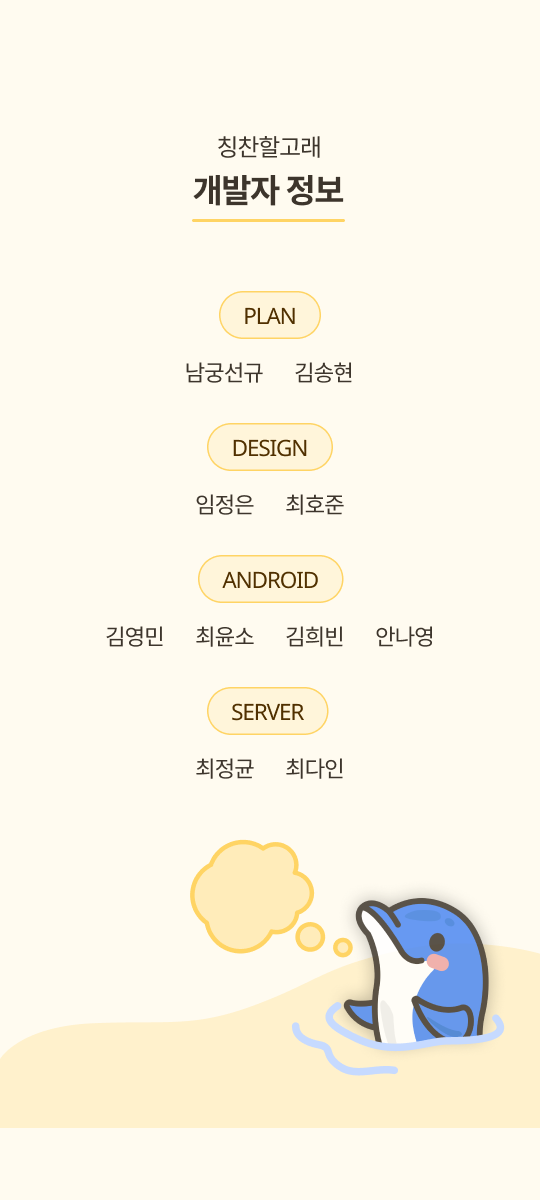 칭찬할고래
개발자 정보
PLAN
남궁선규 김송현
DESIGN
임정은 최호준
ANDROID
김영민 최윤소 김희빈 안나영
SERVER
최정균 최다인